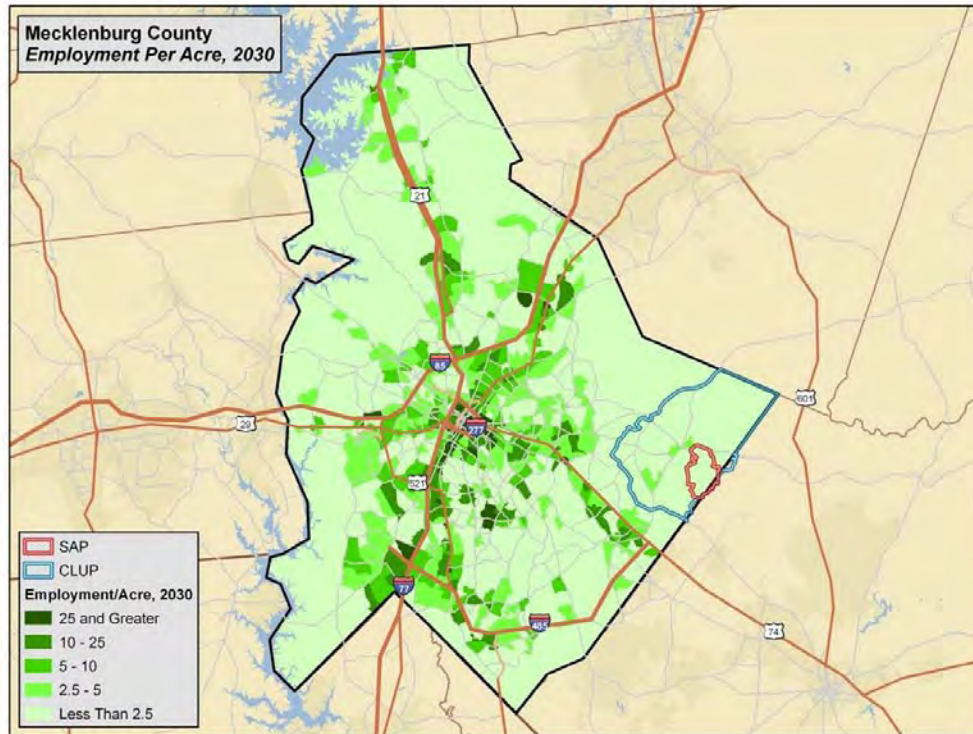 Mecklenburg County
Employment Per Acre, 2030
21
85
29
277
521
601
77
485
74
SAP
CLUP
Employment/Acre, 2030
25 and Greater
10 - 25
5 - 10
2.5 - 5
Less Than 2.5